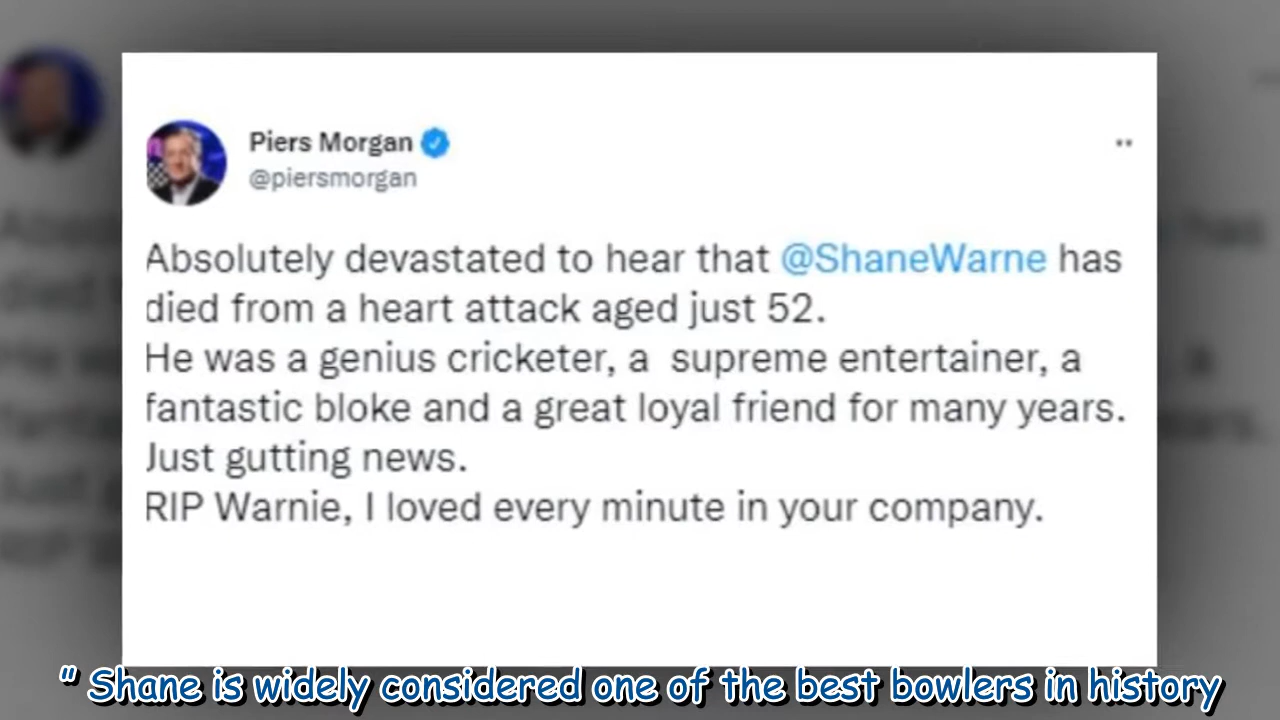 Piers Morgan
@piersmorgan
Absolutely devastated to hear that @ShaneWarne has
died from a heart attack aged just 52.
He was a genius cricketer, a  supreme entertainer, a
fantastic bloke and a great loyal friend for many years.
Just gutting news.
RIP Warnie, I loved every minute in your company.
" Shane is widely considered one of the best bowlers in history